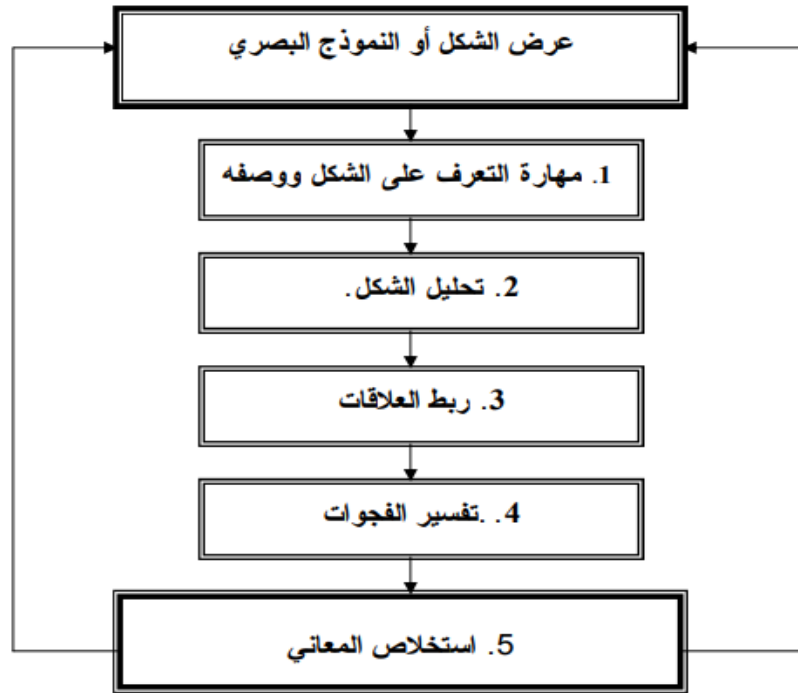 عرض الشكل أو النموذج البصري
1. مهارة التعرف على الشكل ووصفه
2. تحليل الشكل.
3. ربط العلاقات
4. .تفسير الفجوات
5. استخلاص المعاني